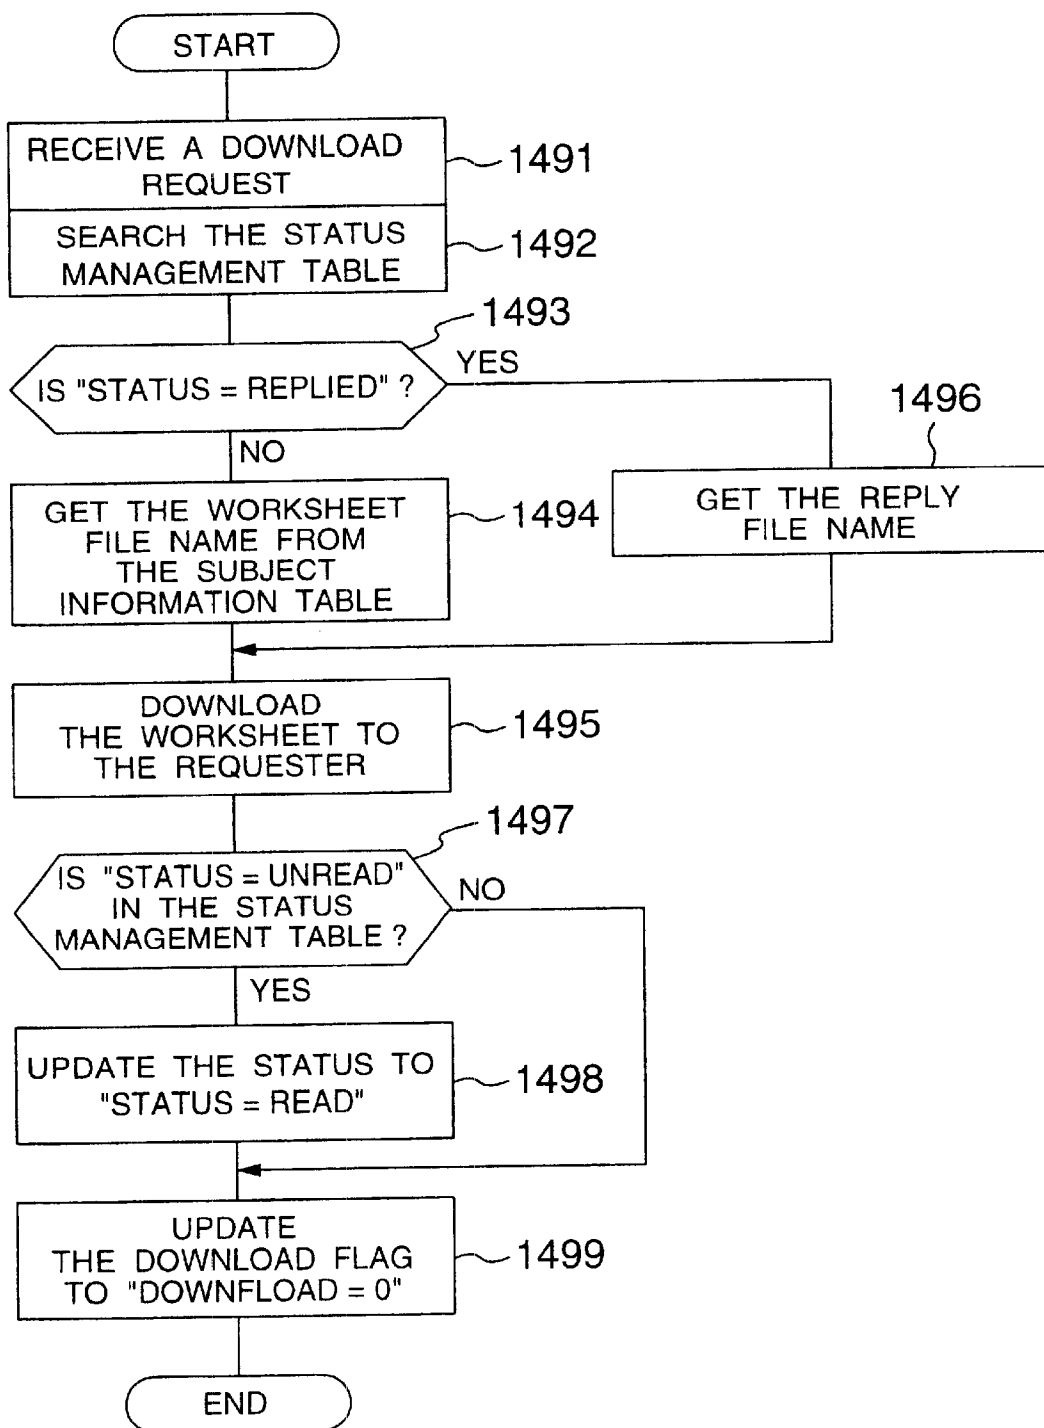 START
RECEIVE A DOWNLOAD
REQUEST
1491
SEARCH THE STATUS
MANAGEMENT TABLE
1492
1493
IS "STATUS = REPLIED" ?
YES
NO
1496
GET THE REPLY
FILE NAME
GET THE WORKSHEET
FILE NAME FROM
THE SUBJECT
INFORMATION TABLE
1494
DOWNLOAD
THE WORKSHEET TO
THE REQUESTER
1495
1497
IS "STATUS = UNREAD"
IN THE STATUS
MANAGEMENT TABLE ?
NO
YES
UPDATE THE STATUS TO
"STATUS = READ"
1498
UPDATE
THE DOWNLOAD FLAG
TO "DOWNFLOAD = 0"
1499
END